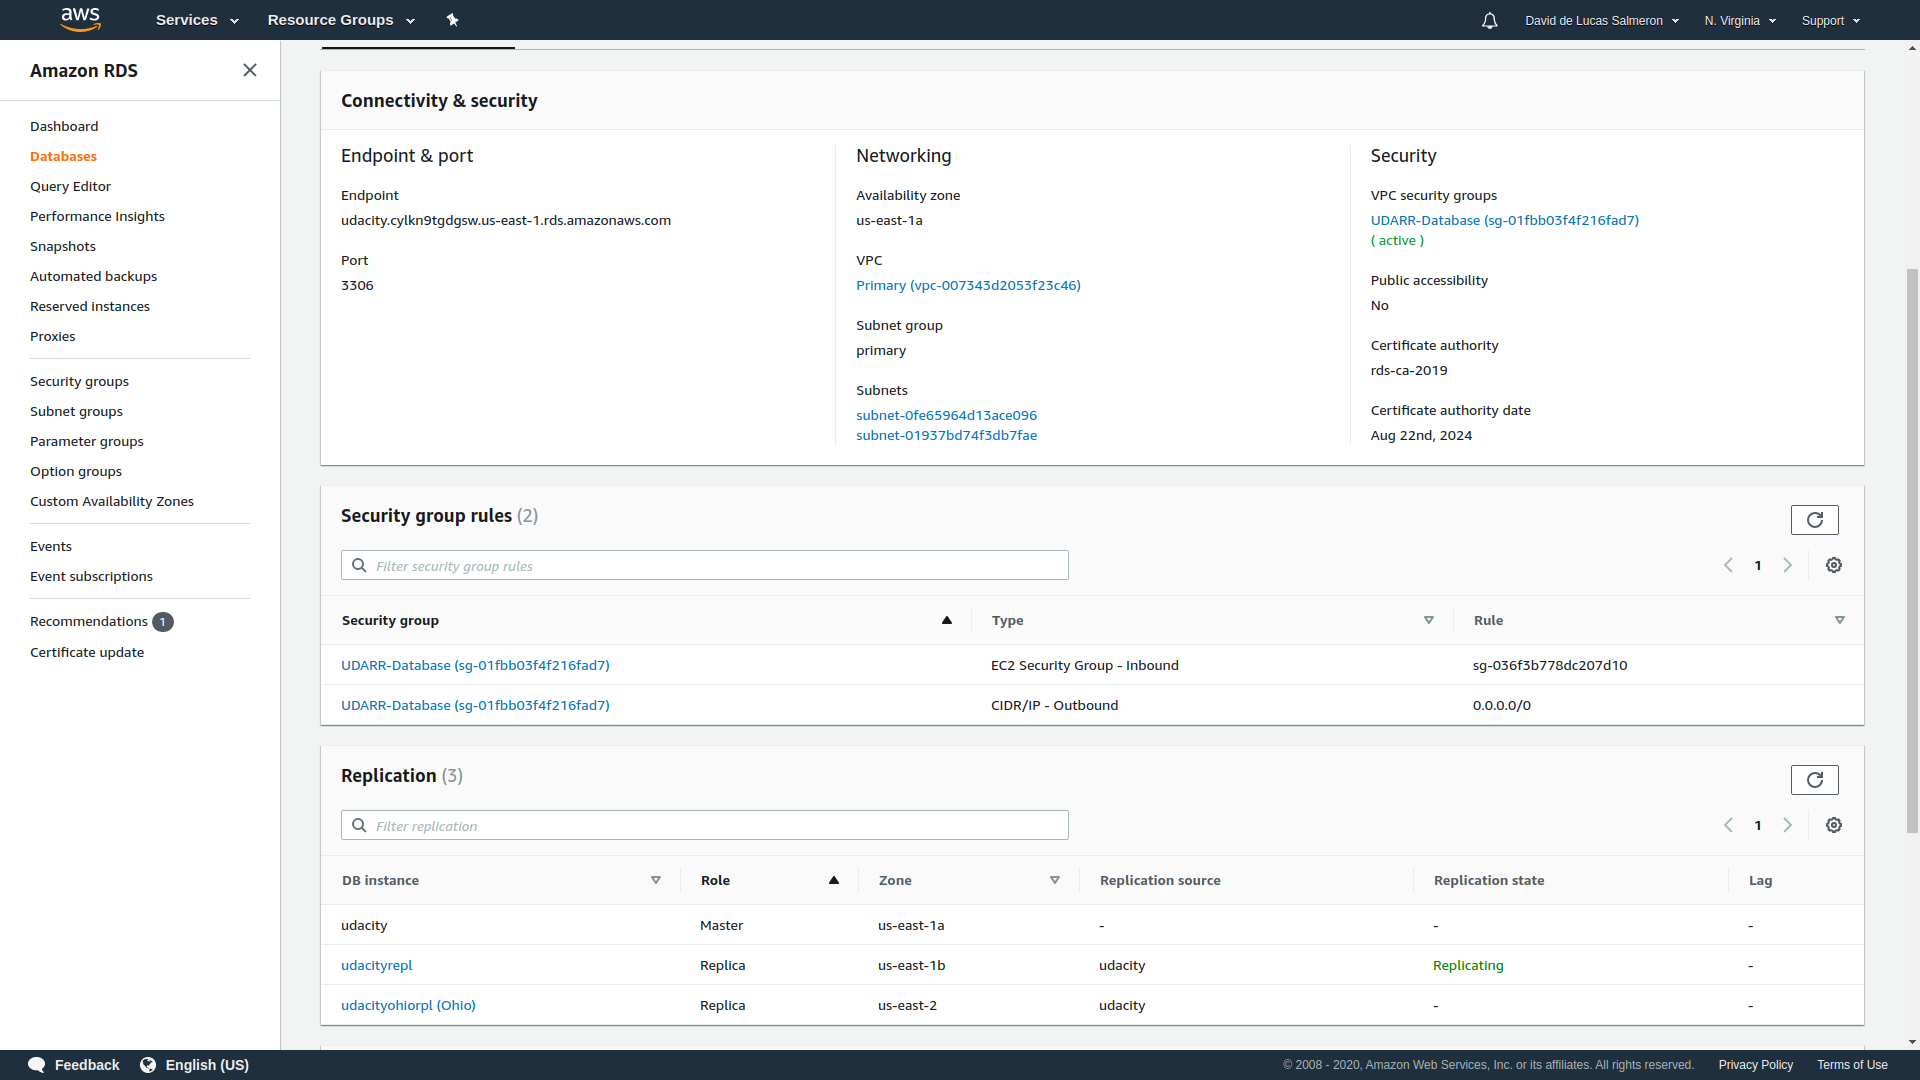 aws
Services
Resource Groups
David de Lucas Salmeron
N. Virginia
Support
Amazon RDS
Dashboard
Databases
Query Editor
Performance Insights
Snapshots
Automated backups
Reserved instances
Proxies
Security groups
Subnet groups
Parameter groups
Option groups
Custom Availability Zones
Events
Event subscriptions
Recommendations 1
Certificate update
Connectivity & security
Endpoint & port
Endpoint
udacity.cylkn9tgdgsw.us-east-1.rds.amazonaws.com
Port
3306
Networking
Availability zone
us-east-1a
VPC
Primary (vpc-007343d2053f23c46)
Subnet group
primary
Subnets
subnet-0fe65964d13ace096
subnet-01937bd74f3db7fae
Security
VPC security groups
UDARR-Database (sg-01fbb03f4f216fad7)
( active )
Public accessibility
No
Certificate authority
rds-ca-2019
Certificate authority date
Aug 22nd, 2024
Security group rules (2)
Filter security group rules
1
Security group Type Rule
UDARR-Database (sg-01fbb03f4f216fad7) EC2 Security Group - Inbound sg-036f3b778dc207d10
UDARR-Database (sg-01fbb03f4f216fad7) CIDR/IP - Outbound 0.0.0.0/0
Replication (3)
Filter replication
1
DB instance Role Zone Replication source Replication state Lag
udacity Master us-east-1a - - -
udacityrepl Replica us-east-1b udacity Replicating -
udacityohiorpl (Ohio) Replica us-east-2 udacity - -
Feedback
English (US)
© 2008 - 2020, Amazon Web Services, Inc. or its affiliates. All rights reserved.
Privacy Policy
Terms of Use